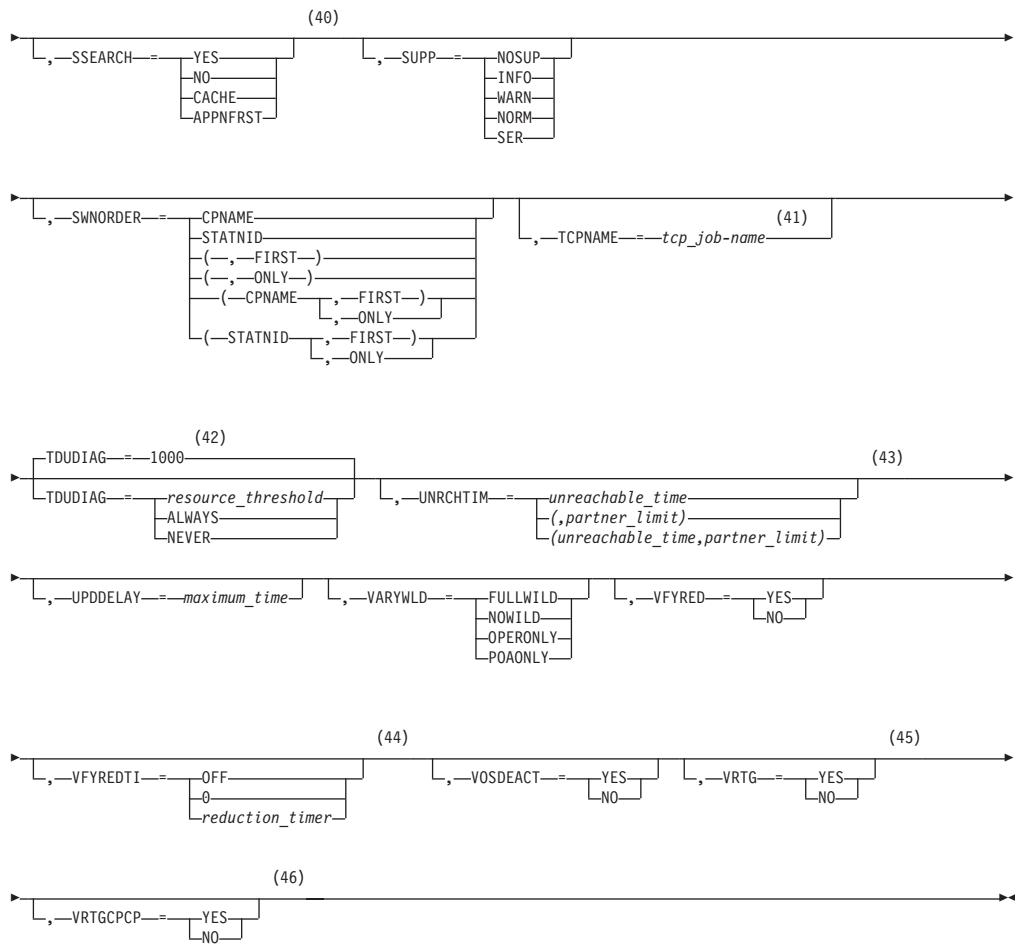 (40)
,SSEARCH=YES ,SUPP=NOSUP
NO INFO
CACHE WARN
APPNFRST NORM
SER
,SWNORDER=CPNAME (41)
STATNID ,TCPNAME=tcp_job-name
(,FIRST)
(,ONLY)
(CPNAME,FIRST)
,ONLY
(STATNID,FIRST)
,ONLY
(42)
TDUDIAG=1000 (43)
TDUDIAG=resource_threshold ,UNRCHTIM=unreachable_time
ALWAYS (,partner_limit)
NEVER (unreachable_time,partner_limit)
,UPDDELAY=maximum_time ,VARYWLD=FULLWILD ,VFYRED=YES
NOWILD NO
OPERONLY
POAONLY
(44) (45)
,VFYREDTI=OFF ,VOSDEACT=YES ,VRTG=YES
0 NO NO
reduction_timer
(46)
,VRTGCPCP=YES
NO